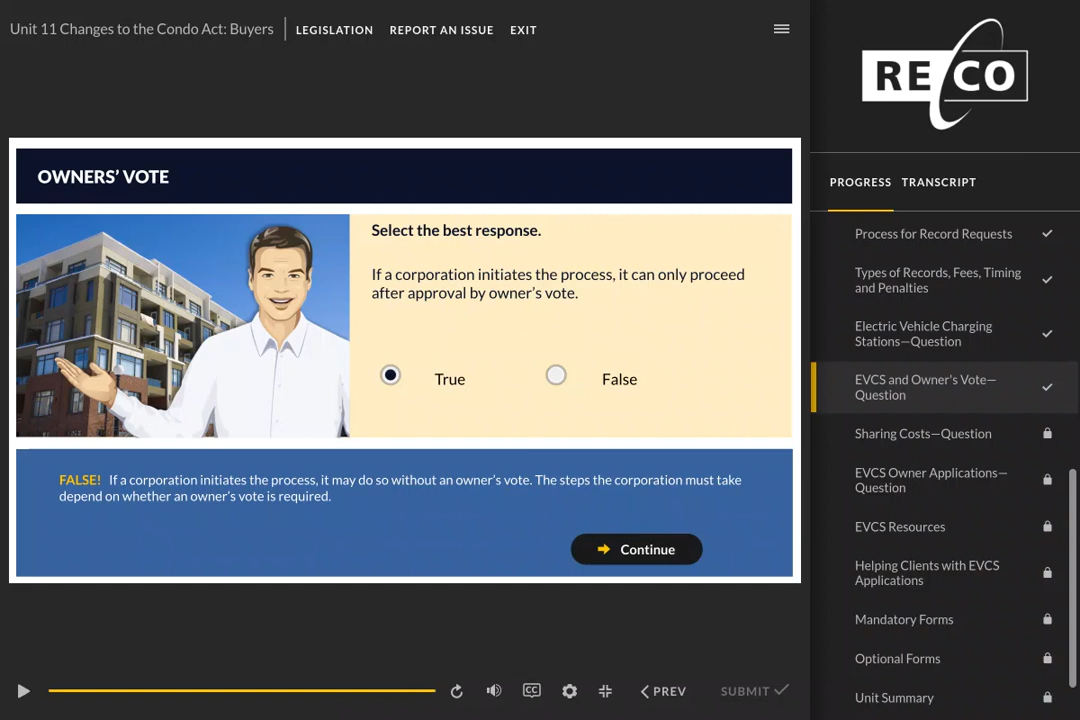 Unit 11 Changes to the Condo Act: Buyers
LEGISLATION
REPORT AN ISSUE
EXIT
OWNERS’ VOTE
Select the best response.
If a corporation initiates the process, it can only proceed
after approval by owner’s vote.
True
False
FALSE! If a corporation initiates the process, it may do so without an owner’s vote. The steps the corporation must take
depend on whether an owner’s vote is required.
Continue
CC
PREV
SUBMIT
RECO
PROGRESS
TRANSCRIPT
Process for Record Requests
Types of Records, Fees, Timing
and Penalties
Electric Vehicle Charging
Stations—Question
EVCS and Owner’s Vote—
Question
Sharing Costs—Question
EVCS Owner Applications—
Question
EVCS Resources
Helping Clients with EVCS
Applications
Mandatory Forms
Optional Forms
Unit Summary